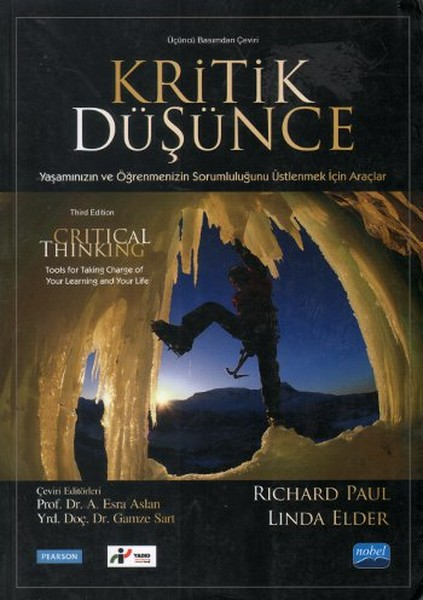 Üçüncü Basımdan Çeviri
KRİTİK
DÜŞÜNCE
Yaşamınızın ve Öğrenmenizin Sorumluluğunu Üstlenmek İçin Araçlar
Third Edition
CRITICAL
THINKING
Tools for Taking Charge of
Your Learning and Your Life
Çeviri Editörleri
Prof. Dr. A. Esra Aslan
Yrd. Doç. Dr. Gamze Sart
RICHARD PAUL
LINDA ELDER
PEARSON
YADIO
nobel